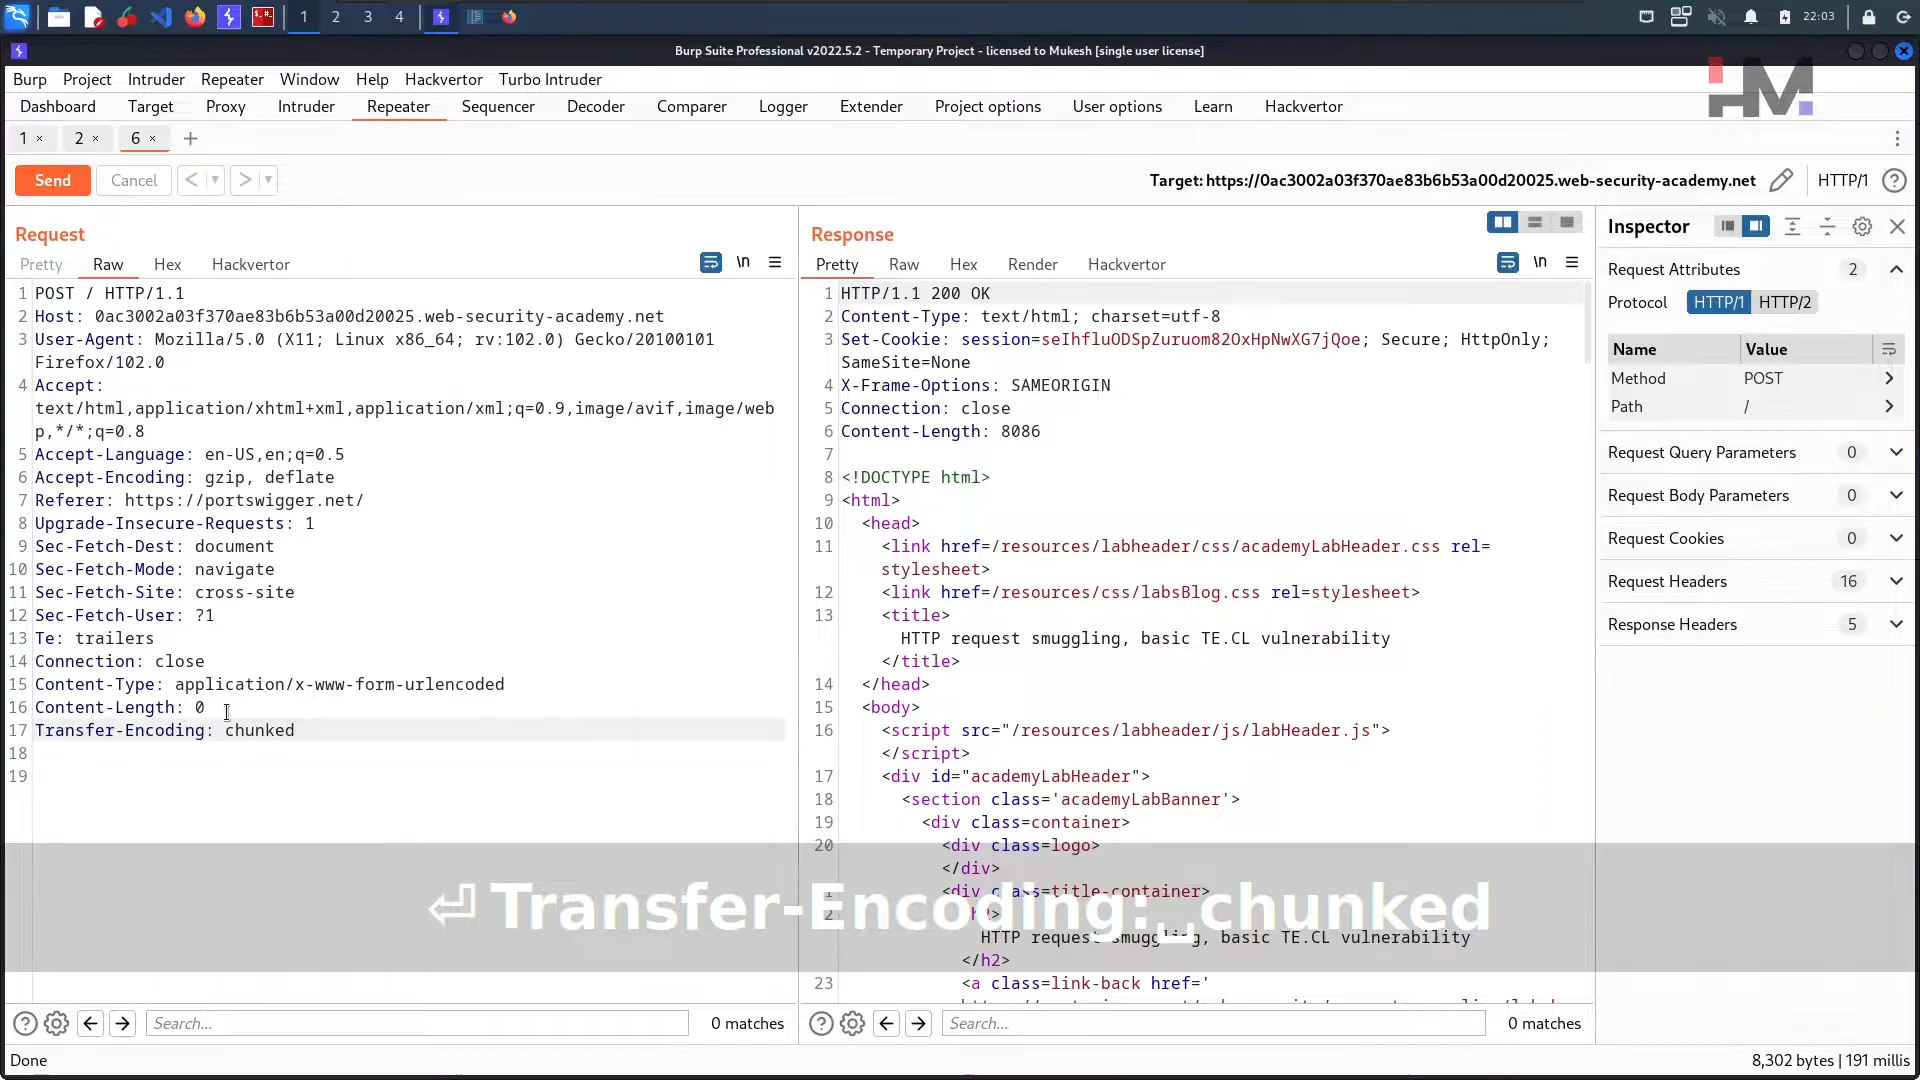 1
2
3
4
22:03
Burp Suite Professional v2022.5.2 - Temporary Project - licensed to Mukesh [single user license]
HM
Burp Project Intruder Repeater Window Help Hackvertor Turbo Intruder
Dashboard Target Proxy Intruder Repeater Sequencer Decoder Comparer Logger Extender Project options User options Learn Hackvertor
1 × 2 × 6 × +
Send Cancel < >
Target: https://0ac3002a03f370ae83b6b53a00d20025.web-security-academy.net
HTTP/1
Request
Pretty Raw Hex Hackvertor
\n
1 POST / HTTP/1.1
2 Host: 0ac3002a03f370ae83b6b53a00d20025.web-security-academy.net
3 User-Agent: Mozilla/5.0 (X11; Linux x86_64; rv:102.0) Gecko/20100101
Firefox/102.0
4 Accept:
text/html,application/xhtml+xml,application/xml;q=0.9,image/avif,image/web
p,*/*;q=0.8
5 Accept-Language: en-US,en;q=0.5
6 Accept-Encoding: gzip, deflate
7 Referer: https://portswigger.net/
8 Upgrade-Insecure-Requests: 1
9 Sec-Fetch-Dest: document
10 Sec-Fetch-Mode: navigate
11 Sec-Fetch-Site: cross-site
12 Sec-Fetch-User: ?1
13 Te: trailers
14 Connection: close
15 Content-Type: application/x-www-form-urlencoded
16 Content-Length: 0
17 Transfer-Encoding: chunked
18
19
Search...
0 matches
Response
Pretty Raw Hex Render Hackvertor
\n
1 HTTP/1.1 200 OK
2 Content-Type: text/html; charset=utf-8
3 Set-Cookie: session=seIhfluODSpZuruom82OxHpNwXG7jQoe; Secure; HttpOnly;
SameSite=None
4 X-Frame-Options: SAMEORIGIN
5 Connection: close
6 Content-Length: 8086
7
8 <!DOCTYPE html>
9 <html>
10 <head>
11 <link href=/resources/labheader/css/academyLabHeader.css rel=
stylesheet>
12 <link href=/resources/css/labsBlog.css rel=stylesheet>
13 <title>
HTTP request smuggling, basic TE.CL vulnerability
</title>
14 </head>
15 <body>
16 <script src="/resources/labheader/js/labHeader.js">
</script>
17 <div id="academyLabHeader">
18 <section class='academyLabBanner'>
19 <div class=container>
20 <div class=logo>
</div>
<div class=title-container>
HTTP request smuggling, basic TE.CL vulnerability
</h2>
23 <a class=link-back href='
Search...
0 matches
⏎ Transfer-Encoding:␣chunked
Inspector
Request Attributes 2
Protocol HTTP/1 HTTP/2
Name Value
Method POST
Path /
Request Query Parameters 0
Request Body Parameters 0
Request Cookies 0
Request Headers 16
Response Headers 5
Done
8,302 bytes | 191 millis